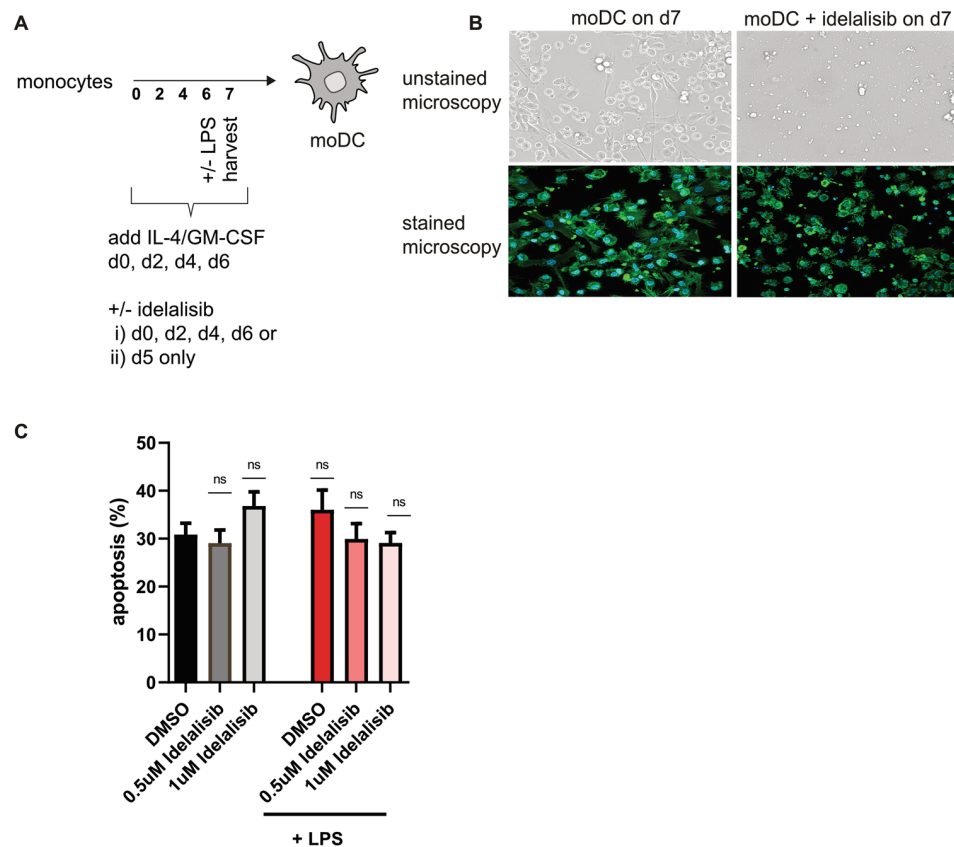 A
monocytes
0 2 4 6 7
+/- LPS
harvest
moDC
add IL-4/GM-CSF
d0, d2, d4, d6
+/- idelalisib
i) d0, d2, d4, d6 or
ii) d5 only
B
moDC on d7
moDC + idelalisib on d7
unstained
microscopy
stained
microscopy
C
apoptosis (%)
50
40
30
20
10
0
ns
ns
ns
ns
ns
DMSO
0.5uM Idelalisib
1uM Idelalisib
DMSO
0.5uM Idelalisib
1uM Idelalisib
+ LPS